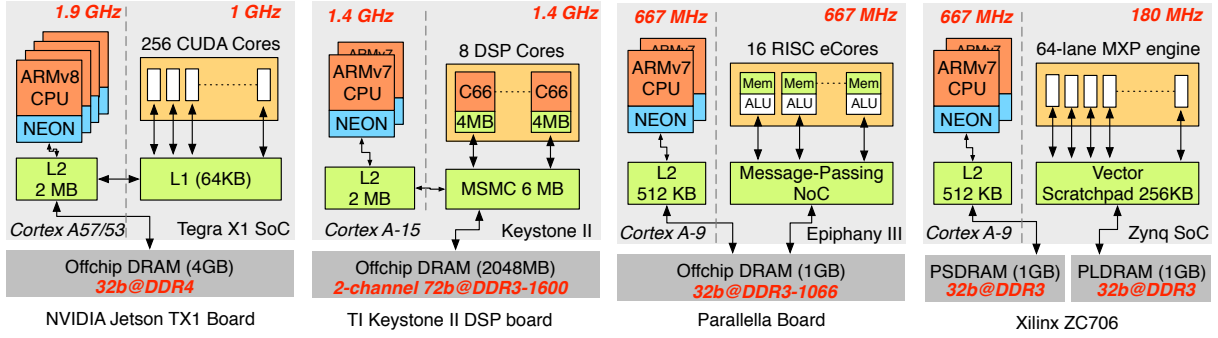 1.9 GHz
1 GHz
256 CUDA Cores
ARMv8
CPU
NEON
L2
2 MB
L1 (64KB)
Cortex A57/53
Tegra X1 SoC
Offchip DRAM (4GB)
32b@DDR4
NVIDIA Jetson TX1 Board
1.4 GHz
1.4 GHz
8 DSP Cores
ARMv7
ARMv7
CPU
NEON
C66
C66
4MB
4MB
L2
2 MB
MSMC 6 MB
Cortex A-15
Keystone II
Offchip DRAM (2048MB)
2-channel 72b@DDR3-1600
TI Keystone II DSP board
667 MHz
667 MHz
16 RISC eCores
ARMv7
ARMv7
CPU
NEON
Mem
Mem
Mem
ALU
ALU
ALU
L2
512 KB
Message-Passing
NoC
Cortex A-9
Epiphany III
Offchip DRAM (1GB)
32b@DDR3-1066
Parallella Board
667 MHz
180 MHz
64-lane MXP engine
ARMv7
ARMv7
CPU
NEON
L2
512 KB
Vector
Scratchpad 256KB
Cortex A-9
Zynq SoC
PSDRAM (1GB)
32b@DDR3
PLDRAM (1GB)
32b@DDR3
Xilinx ZC706